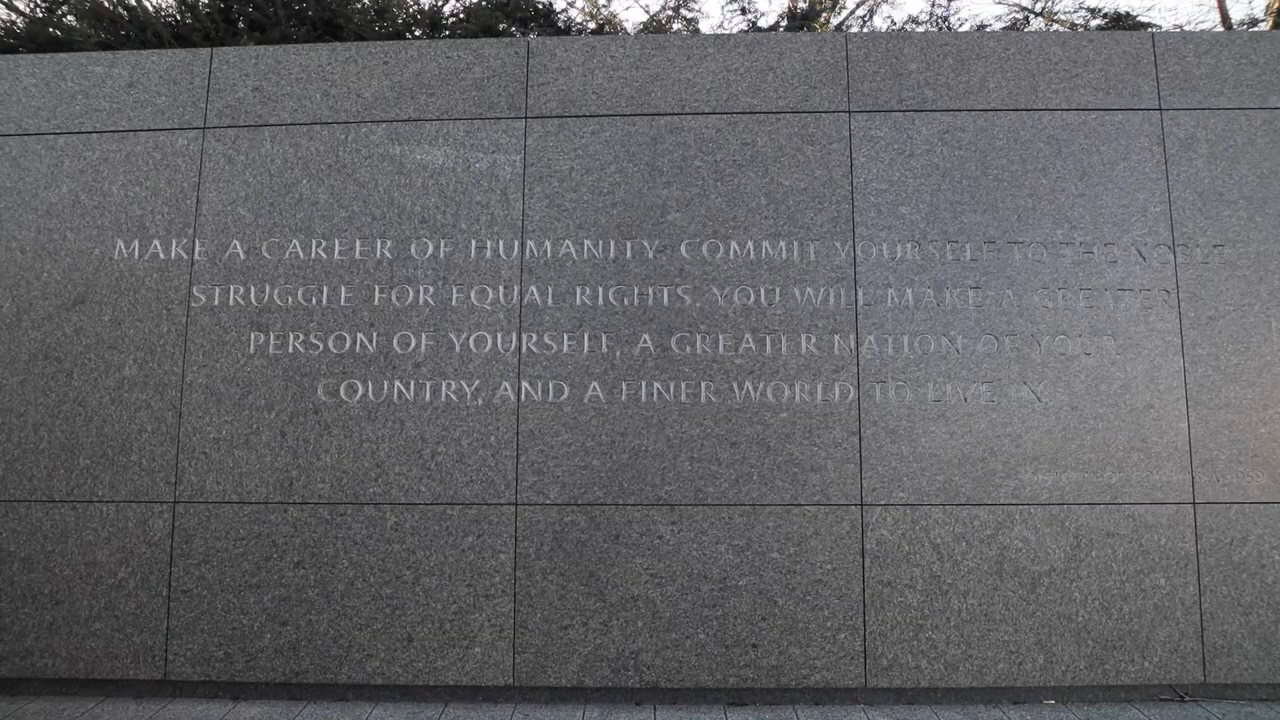 MAKE A CAREER OF HUMANITY. COMMIT YOURSELF TO THE NOBLE
STRUGGLE FOR EQUAL RIGHTS. YOU WILL MAKE A GREATER
PERSON OF YOURSELF, A GREATER NATION OF YOUR
COUNTRY, AND A FINER WORLD TO LIVE IN.